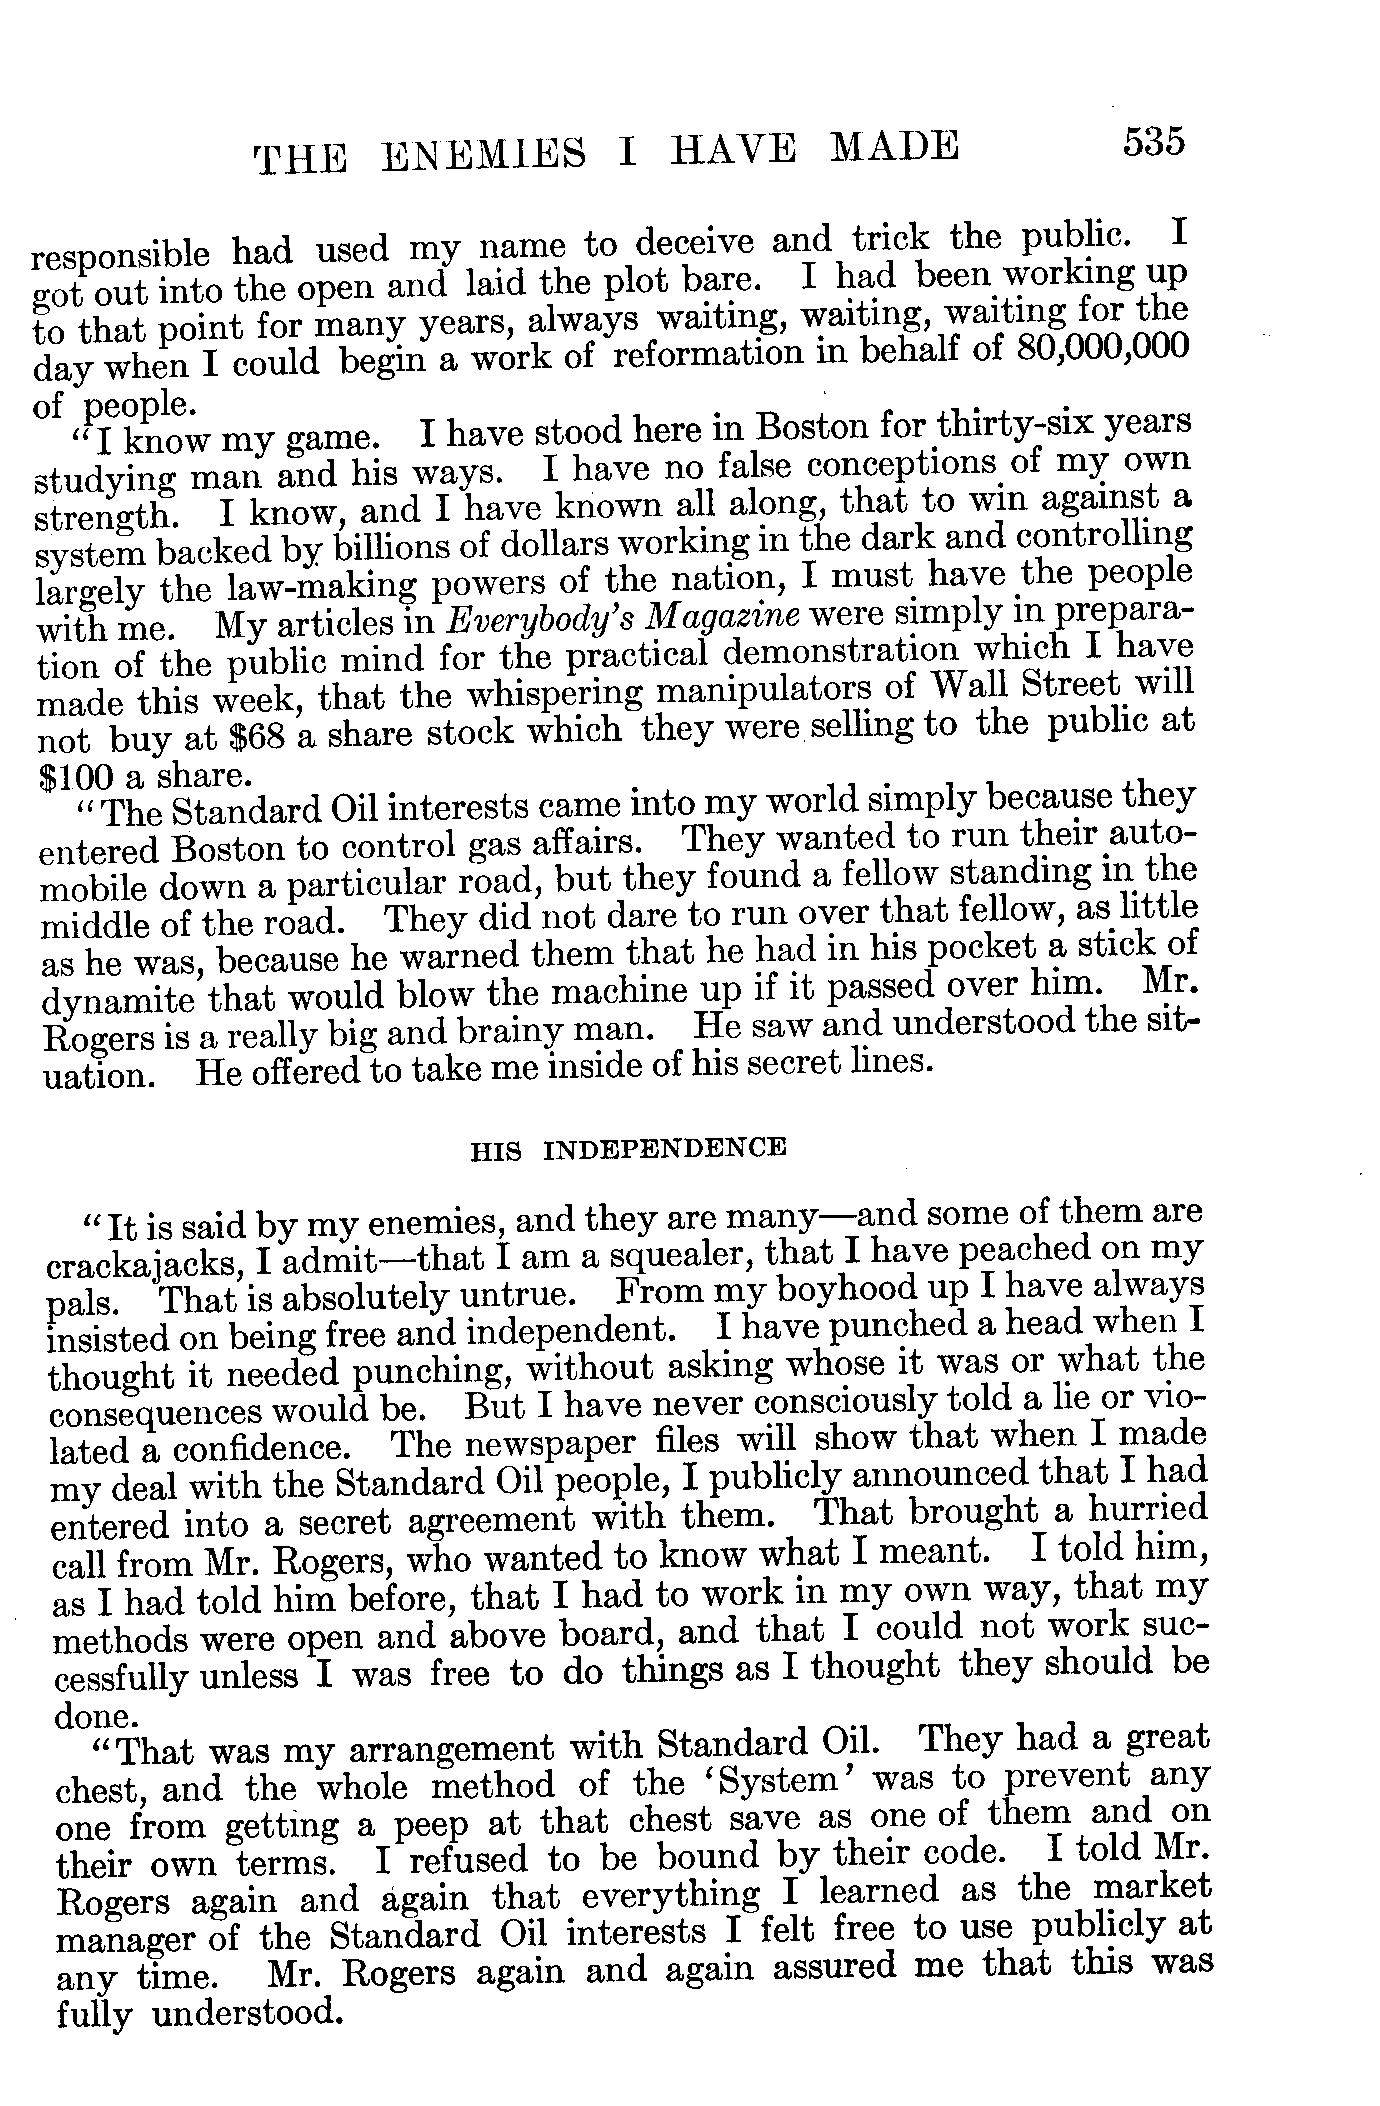 THE ENEMIES I HAVE MADE 535
responsible had used my name to deceive and trick the public. I
got out into the open and laid the plot bare. I had been working up
to that point for many years, always waiting, waiting, waiting for the
day when I could begin a work of reformation in behalf of 80,000,000
of people.
“I know my game. I have stood here in Boston for thirty-six years
studying man and his ways. I have no false conceptions of my own
strength. I know, and I have known all along, that to win against a
system backed by billions of dollars working in the dark and controlling
largely the law-making powers of the nation, I must have the people
with me. My articles in Everybody’s Magazine were simply in prepara-
tion of the public mind for the practical demonstration which I have
made this week, that the whispering manipulators of Wall Street will
not buy at $68 a share stock which they were selling to the public at
$100 a share.
“The Standard Oil interests came into my world simply because they
entered Boston to control gas affairs. They wanted to run their auto-
mobile down a particular road, but they found a fellow standing in the
middle of the road. They did not dare to run over that fellow, as little
as he was, because he warned them that he had in his pocket a stick of
dynamite that would blow the machine up if it passed over him. Mr.
Rogers is a really big and brainy man. He saw and understood the sit-
uation. He offered to take me inside of his secret lines.
HIS INDEPENDENCE
“It is said by my enemies, and they are many—and some of them are
crackajacks, I admit—that I am a squealer, that I have peached on my
pals. That is absolutely untrue. From my boyhood up I have always
insisted on being free and independent. I have punched a head when I
thought it needed punching, without asking whose it was or what the
consequences would be. But I have never consciously told a lie or vio-
lated a confidence. The newspaper files will show that when I made
my deal with the Standard Oil people, I publicly announced that I had
entered into a secret agreement with them. That brought a hurried
call from Mr. Rogers, who wanted to know what I meant. I told him,
as I had told him before, that I had to work in my own way, that my
methods were open and above board, and that I could not work suc-
cessfully unless I was free to do things as I thought they should be
done.
“That was my arrangement with Standard Oil. They had a great
chest, and the whole method of the ‘System’ was to prevent any
one from getting a peep at that chest save as one of them and on
their own terms. I refused to be bound by their code. I told Mr.
Rogers again and again that everything I learned as the market
manager of the Standard Oil interests I felt free to use publicly at
any time. Mr. Rogers again and again assured me that this was
fully understood.